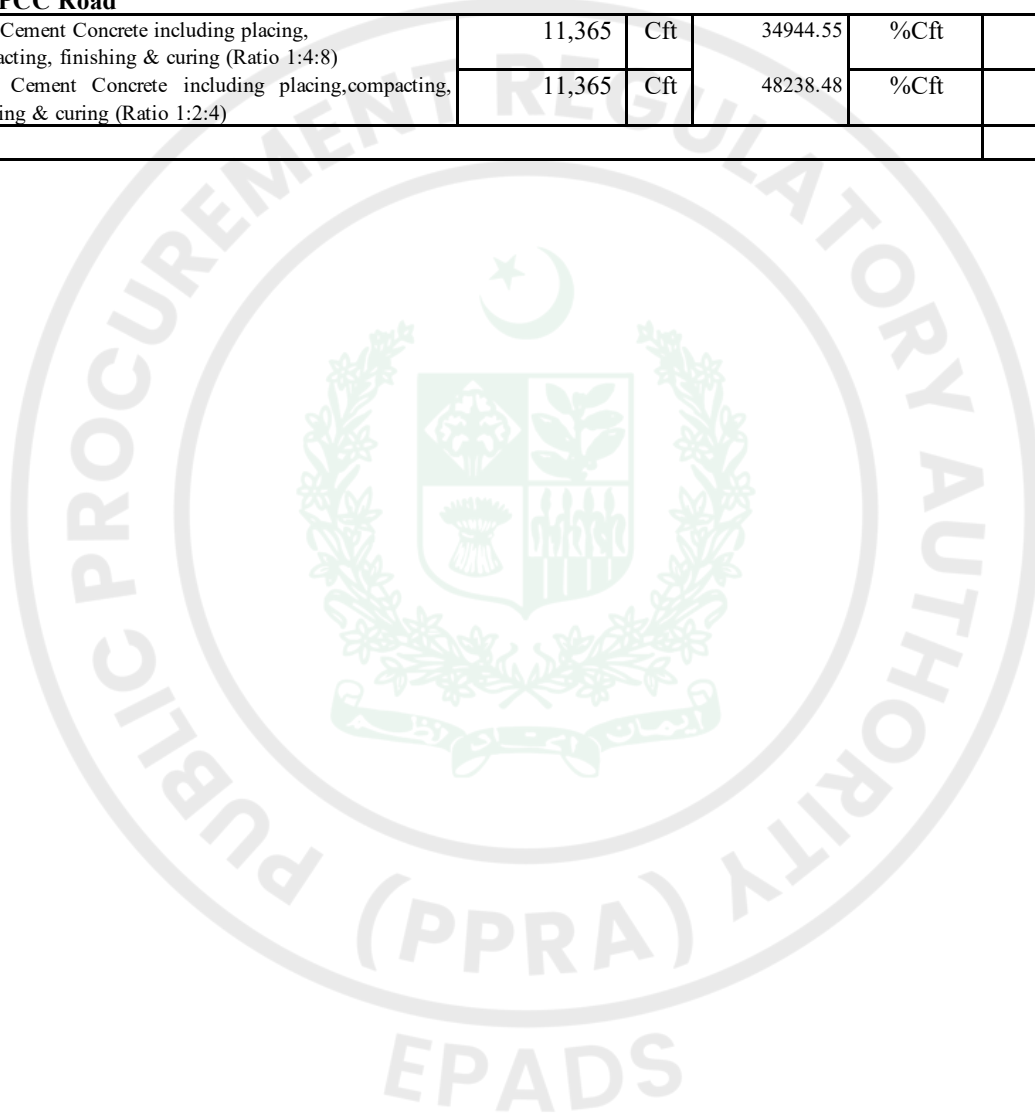 PCC Road
Cement Concrete including placing,
acting, finishing & curing (Ratio 1:4:8)
11,365 Cft 34944.55 %Cft
Cement Concrete including placing,compacting,
ing & curing (Ratio 1:2:4)
11,365 Cft 48238.48 %Cft
PUBLIC PROCUREMENT REGULATORY AUTHORITY
(PPRA)
EPADS